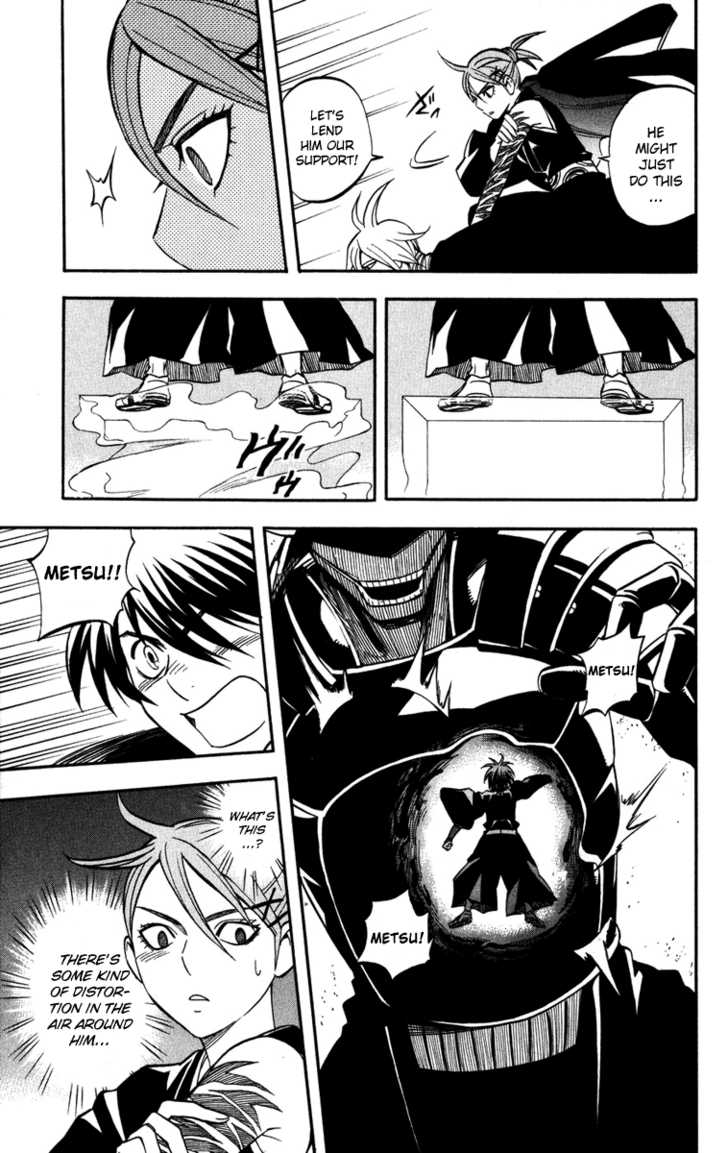 HE
MIGHT
JUST
DO THIS
...
LET'S
LEND
HIM OUR
SUPPORT!
METSU!
METSU!
METSU!!
WHAT'S
THIS
...?
THERE'S
SOME KIND
OF DISTOR-
TION IN THE
AIR AROUND
HIM...